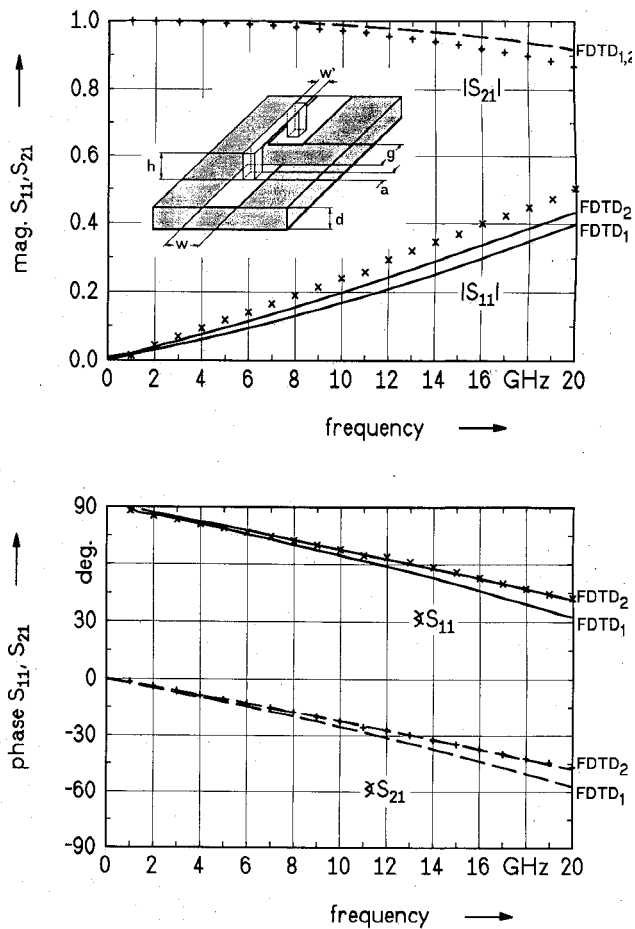 1.0
0.8
0.6
0.4
0.2
0.0
mag. S11, S21
FDTD1,2
|S21|
w'
h
g
a
d
w
FDTD2
FDTD1
|S11|
0 2 4 6 8 10 12 14 16 GHz 20
frequency
90
deg.
30
0
-30
-60
-90
phase S11, S21
FDTD2
FDTD1
∢S11
FDTD2
FDTD1
∢S21
0 2 4 6 8 10 12 14 16 GHz 20
frequency